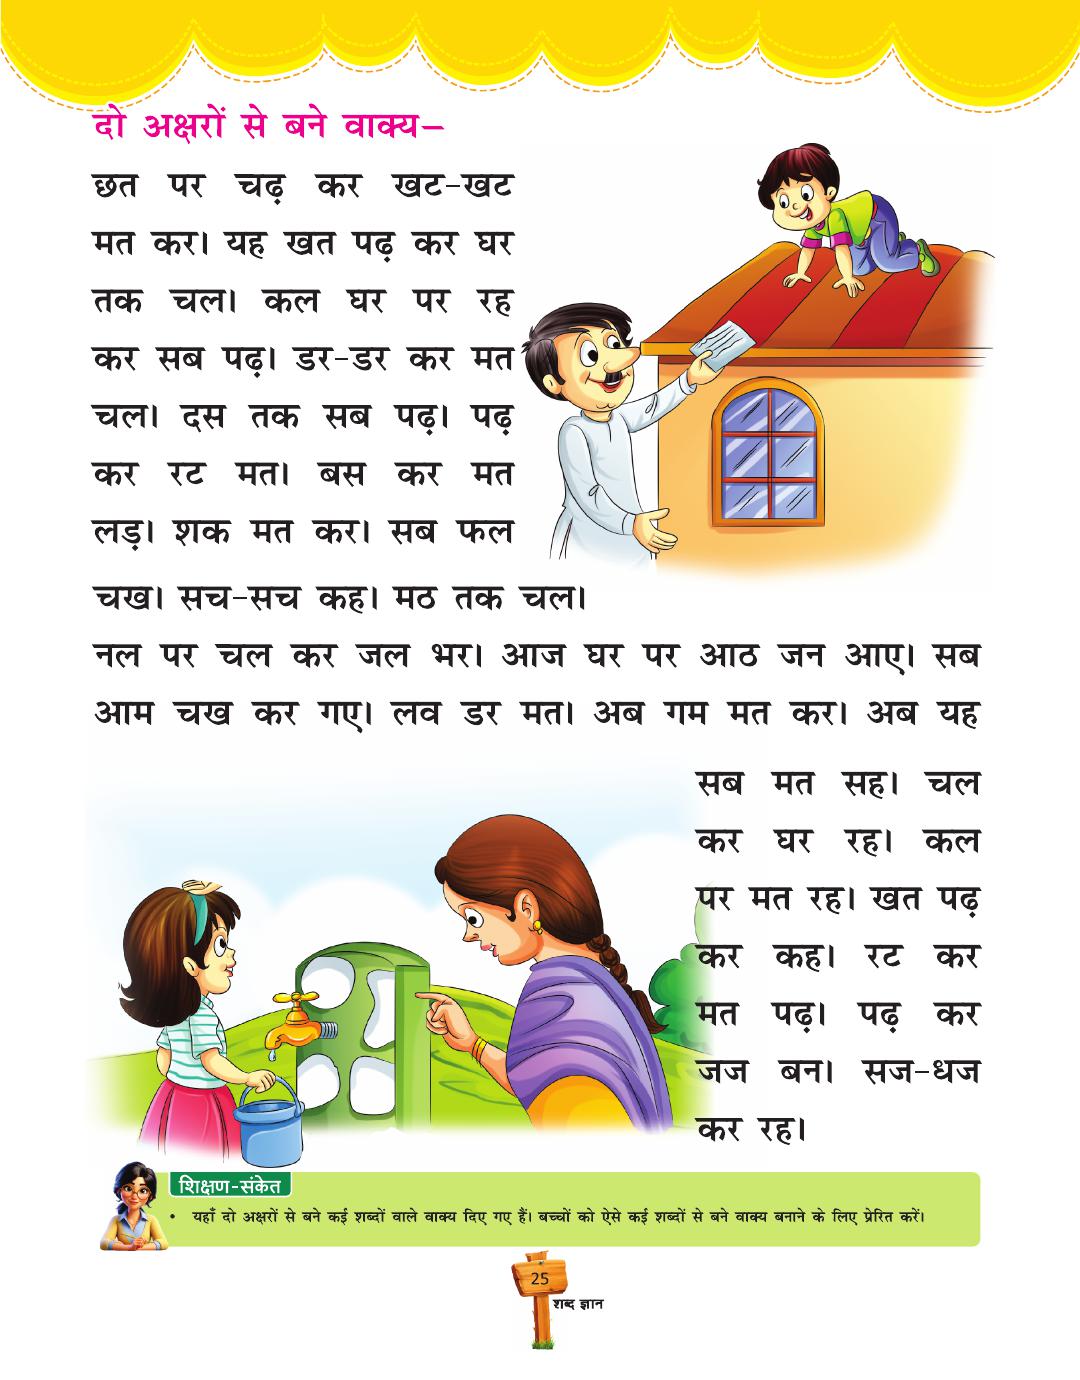 दो अक्षरों से बने वाक्य–
छत पर चढ़ कर खट-खट
मत कर। यह खत पढ़ कर घर
तक चल। कल घर पर रह
कर सब पढ़। डर-डर कर मत
चल। दस तक सब पढ़। पढ़
कर रट मत। बस कर मत
लड़। शक मत कर। सब फल
चख। सच-सच कह। मठ तक चल।
नल पर चल कर जल भर। आज घर पर आठ जन आए। सब
आम चख कर गए। लव डर मत। अब गम मत कर। अब यह
सब मत सह। चल
कर घर रह। कल
पर मत रह। खत पढ़
कर कह। रट कर
मत पढ़। पढ़ कर
जज बन। सज-धज
कर रह।
शिक्षण-संकेत
• यहाँ दो अक्षरों से बने कई शब्दों वाले वाक्य दिए गए हैं। बच्चों को ऐसे कई शब्दों से बने वाक्य बनाने के लिए प्रेरित करें।
25
शब्द ज्ञान